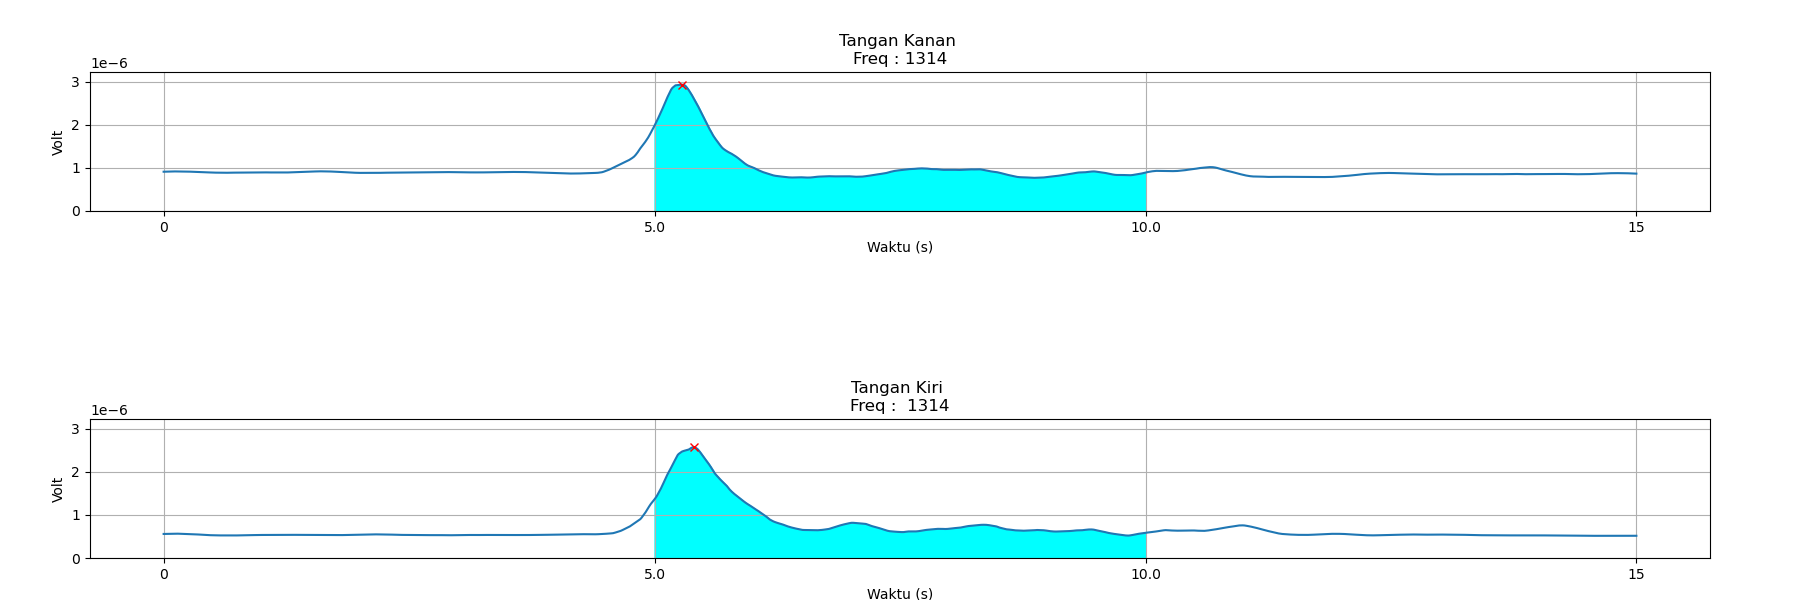 Tangan Kanan
Freq : 1314
1e−6
3
2
1
0
Volt
0
5.0
10.0
15
Waktu (s)
Tangan Kiri
Freq :  1314
1e−6
3
2
1
0
Volt
0
5.0
10.0
15
Waktu (s)